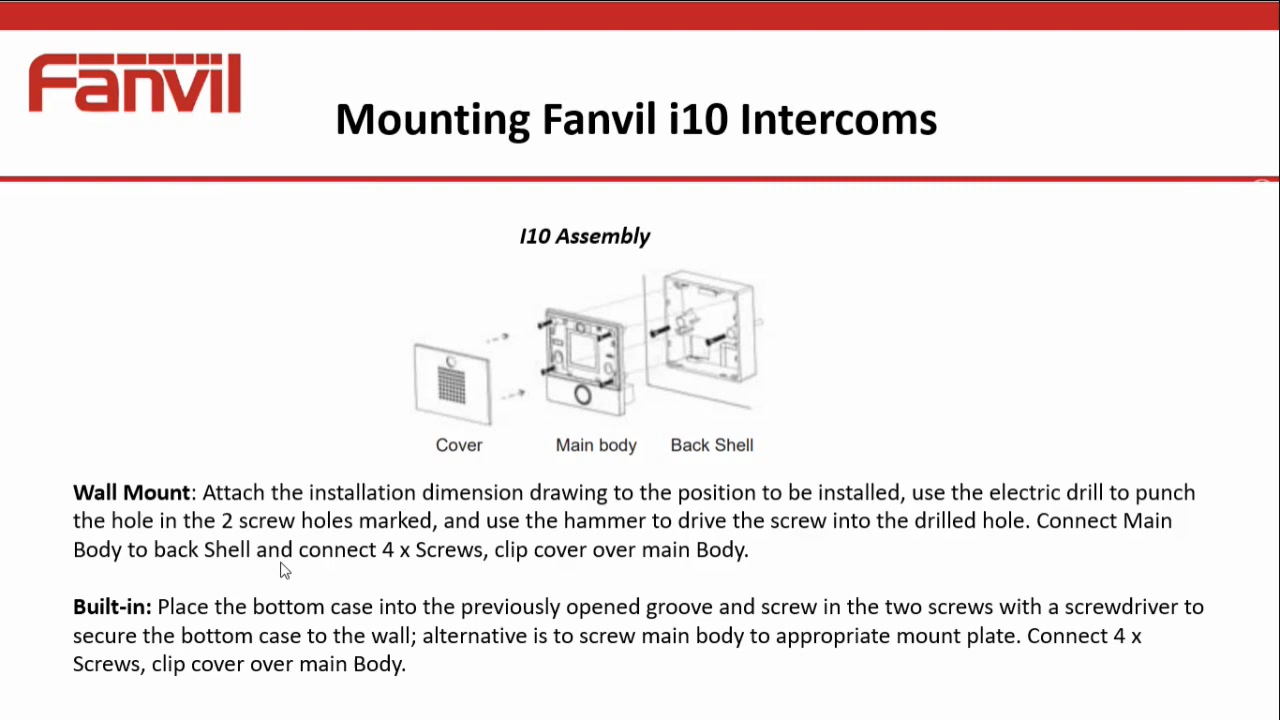 Fanvil
Mounting Fanvil i10 Intercoms
I10 Assembly
Cover
Main body
Back Shell
Wall Mount: Attach the installation dimension drawing to the position to be installed, use the electric drill to punch
the hole in the 2 screw holes marked, and use the hammer to drive the screw into the drilled hole. Connect Main
Body to back Shell and connect 4 x Screws, clip cover over main Body.
Built-in: Place the bottom case into the previously opened groove and screw in the two screws with a screwdriver to
secure the bottom case to the wall; alternative is to screw main body to appropriate mount plate. Connect 4 x
Screws, clip cover over main Body.